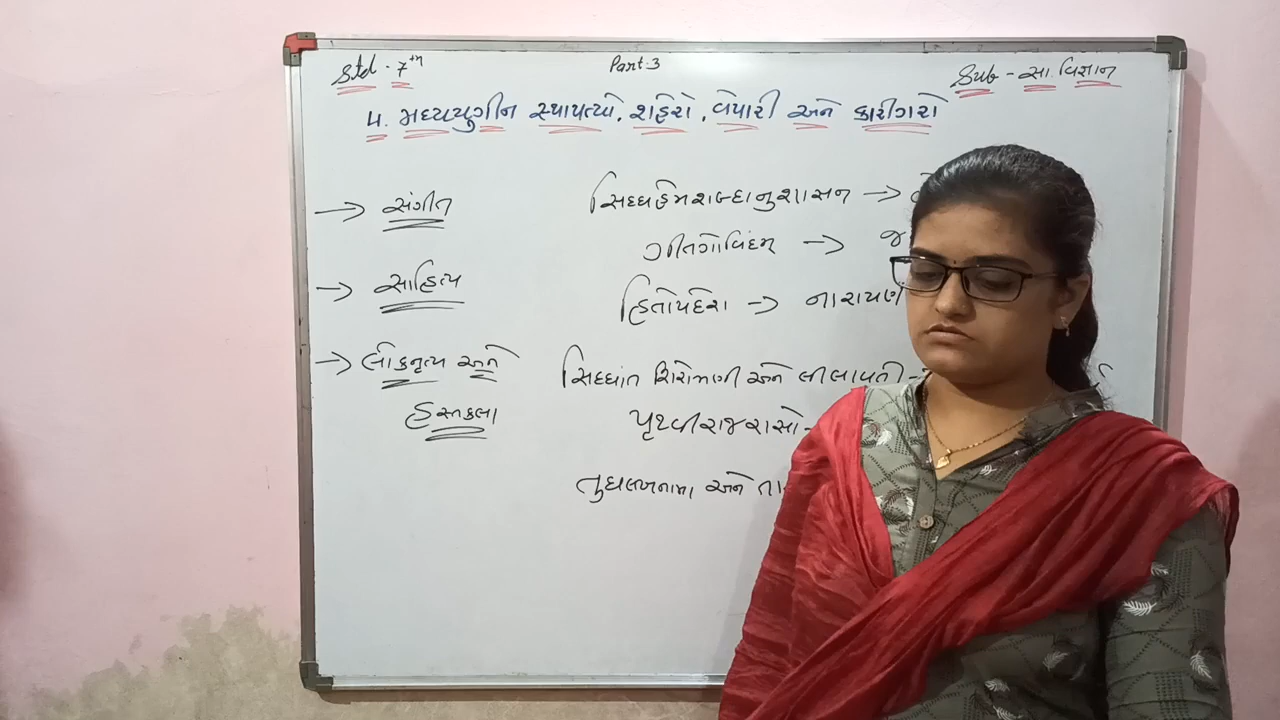 Std - 7th
Part-3
Sub - સા. વિજ્ઞાન
4. મધ્યયુગીન સ્થાપત્યો, શહેરો, વેપારી અને કારીગરો
→ સંગીત
સિધ્ધહેમશબ્દાનુશાસન →
ગીતગોવિંદમ્ →
→ સાહિત્ય
હિતોપદેશ → નારાયણ
→ લોકનૃત્ય અને
હસ્તકલા
સિધ્ધાંત શિરોમણી અને લીલાવતી -
પૃથ્વીરાજરાસો -
તુઘલખનામા અને